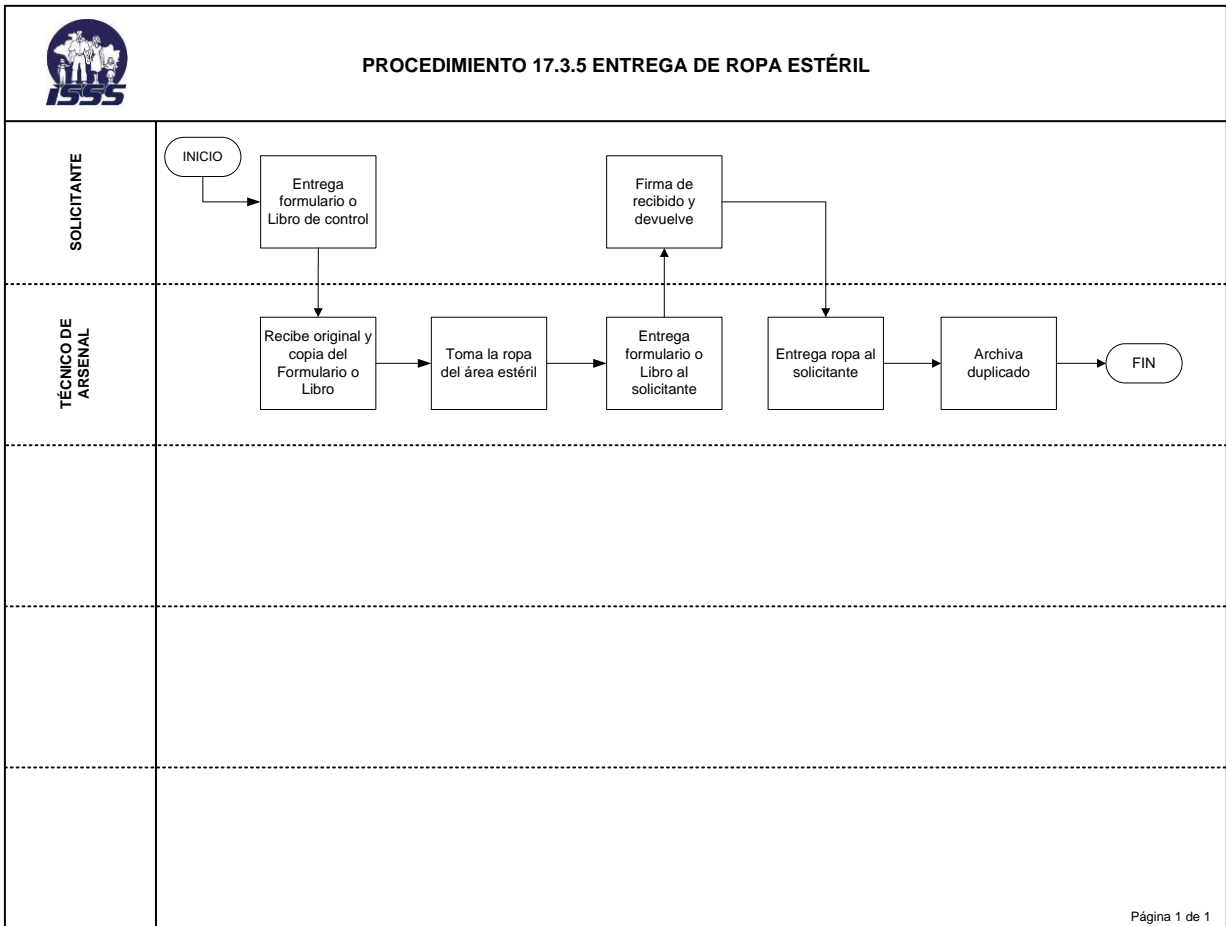 ISSS
PROCEDIMIENTO 17.3.5 ENTREGA DE ROPA ESTÉRIL
SOLICITANTE
INICIO
Entrega
formulario o
Libro de control
Firma de
recibido y
devuelve
TÉCNICO DE
ARSENAL
Recibe original y
copia del
Formulario o
Libro
Toma la ropa
del área estéril
Entrega
formulario o
Libro al
solicitante
Entrega ropa al
solicitante
Archiva
duplicado
FIN
Página 1 de 1